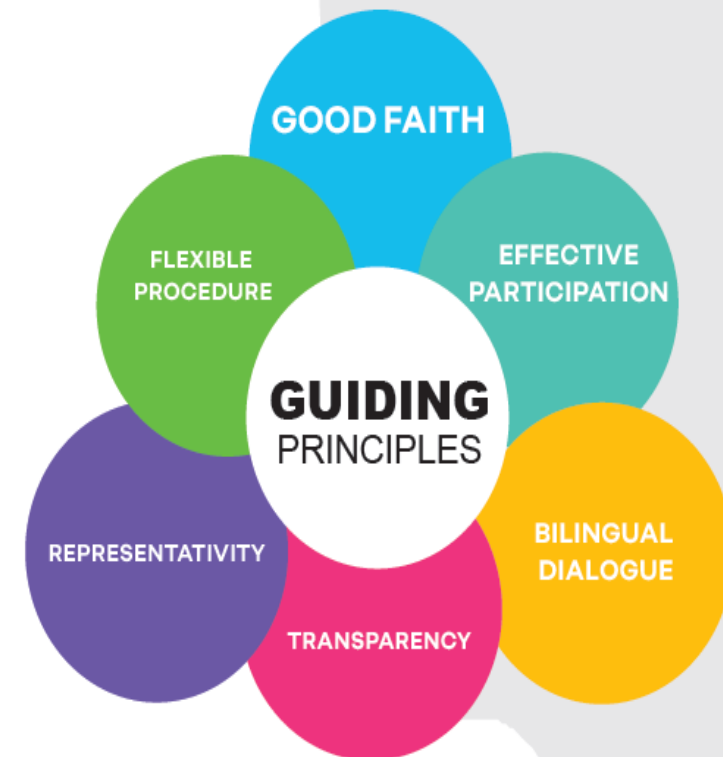 GOOD FAITH
FLEXIBLE
PROCEDURE
EFFECTIVE
PARTICIPATION
GUIDING
PRINCIPLES
REPRESENTATIVITY
BILINGUAL
DIALOGUE
TRANSPARENCY